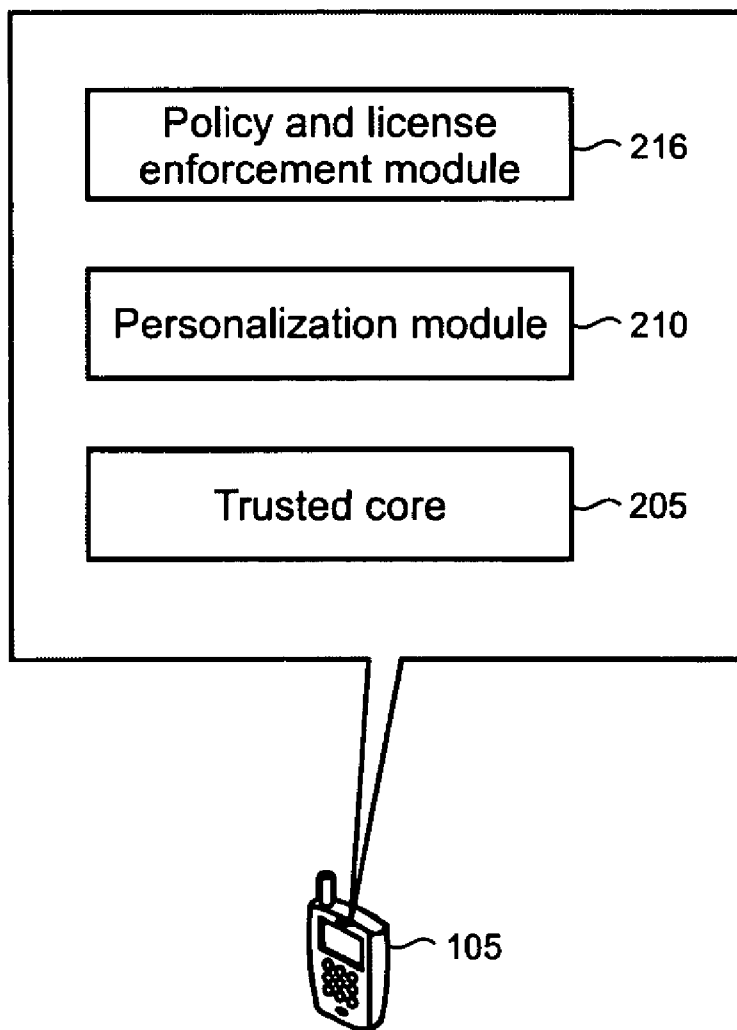 Policy and license
enforcement module
216
Personalization module
210
Trusted core
205
105